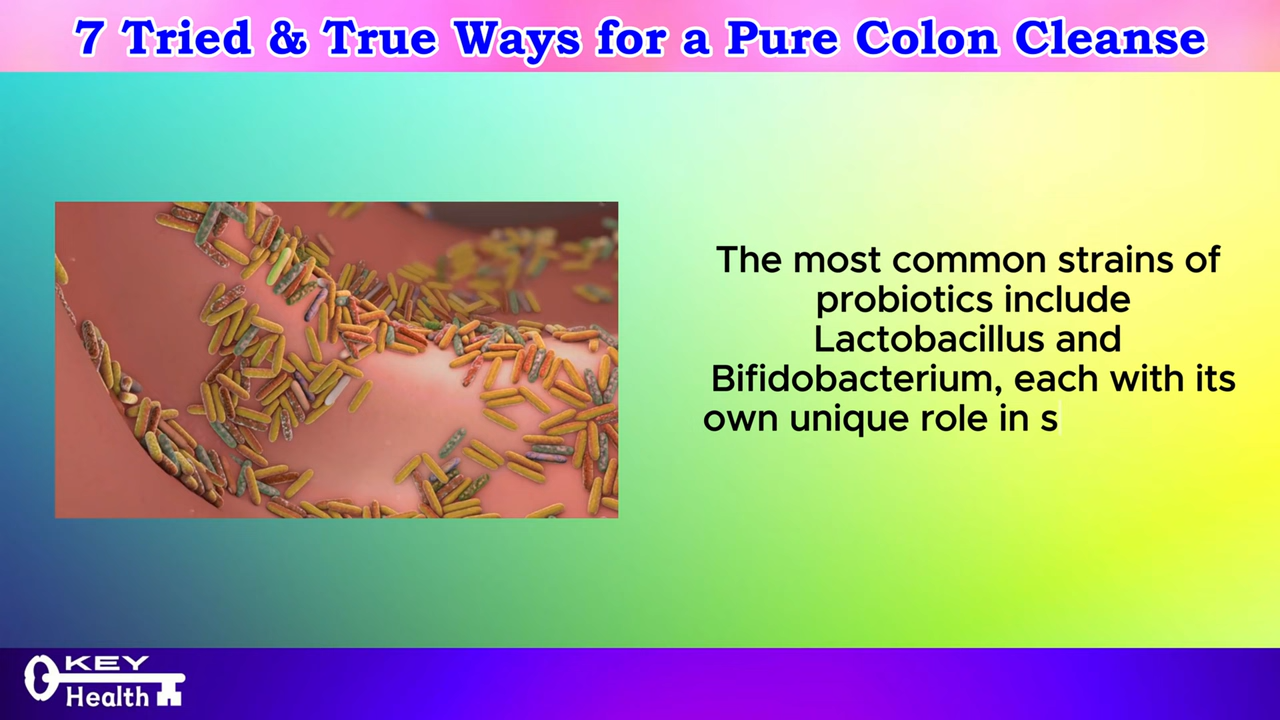 7 Tried & True Ways for a Pure Colon Cleanse
The most common strains of
probiotics include
Lactobacillus and
Bifidobacterium, each with its
own unique role in s
KEY
Health